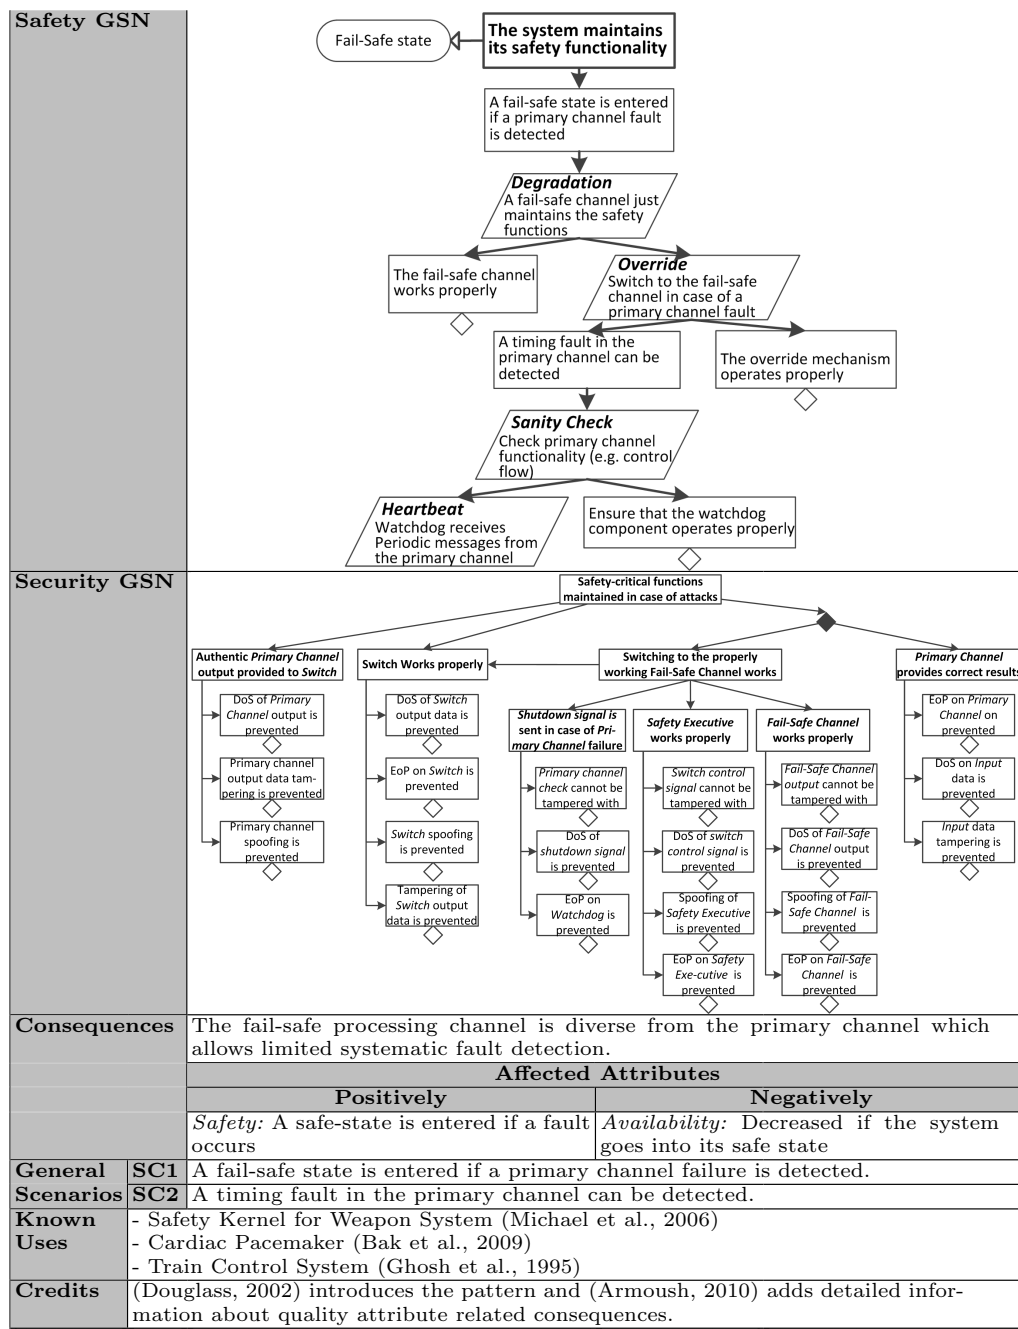 Safety GSN
Fail-Safe state
The system maintains
its safety functionality
A fail-safe state is entered
if a primary channel fault
is detected
Degradation
A fail-safe channel just
maintains the safety
functions
The fail-safe channel
works properly
Override
Switch to the fail-safe
channel in case of a
primary channel fault
A timing fault in the
primary channel can be
detected
The override mechanism
operates properly
Sanity Check
Check primary channel
functionality (e.g. control
flow)
Heartbeat
Watchdog receives
Periodic messages from
the primary channel
Ensure that the watchdog
component operates properly
Security GSN
Safety-critical functions
maintained in case of attacks
Authentic Primary Channel
output provided to Switch
DoS of Primary
Channel output is
prevented
Primary channel
output data tam-
pering is prevented
Primary channel
spoofing is
prevented
Switch Works properly
DoS of Switch
output data is
prevented
EoP on Switch is
prevented
Switch spoofing
is prevented
Tampering of
Switch output
data is prevented
Switching to the properly
working Fail-Safe Channel works
Shutdown signal is
sent in case of Pri-
mary Channel failure
Primary channel
check cannot be
tampered with
DoS of
shutdown signal
is prevented
EoP on
Watchdog is
prevented
Safety Executive
works properly
Switch control
signal cannot be
tampered with
DoS of switch
control signal is
prevented
Spoofing of
Safety Executive
is prevented
EoP on Safety
Exe-cutive is
prevented
Fail-Safe Channel
works properly
Fail-Safe Channel
output cannot be
tampered with
DoS of Fail-Safe
Channel output
is prevented
Spoofing of Fail-
Safe Channel is
prevented
EoP on Fail-Safe
Channel is
prevented
Primary Channel
provides correct results
EoP on Primary
Channel on
prevented
DoS on Input
data is
prevented
Input data
tampering is
prevented
Consequences
The fail-safe processing channel is diverse from the primary channel which
allows limited systematic fault detection.
Affected Attributes
Positively
Negatively
Safety: A safe-state is entered if a fault
occurs
Availability: Decreased if the system
goes into its safe state
General
Scenarios
SC1 A fail-safe state is entered if a primary channel failure is detected.
SC2 A timing fault in the primary channel can be detected.
Known
Uses
- Safety Kernel for Weapon System (Michael et al., 2006)
- Cardiac Pacemaker (Bak et al., 2009)
- Train Control System (Ghosh et al., 1995)
Credits
(Douglass, 2002) introduces the pattern and (Armoush, 2010) adds detailed infor-
mation about quality attribute related consequences.